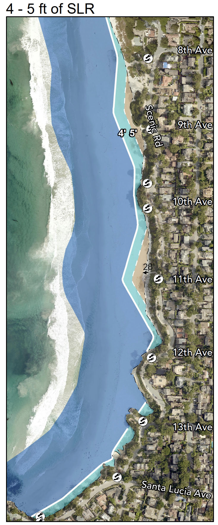 4 - 5 ft of SLR
8th Ave
Scenic Rd
9th Ave
4' 5'
10th Ave
11th Ave
12th Ave
13th Ave
Santa Lucia Ave